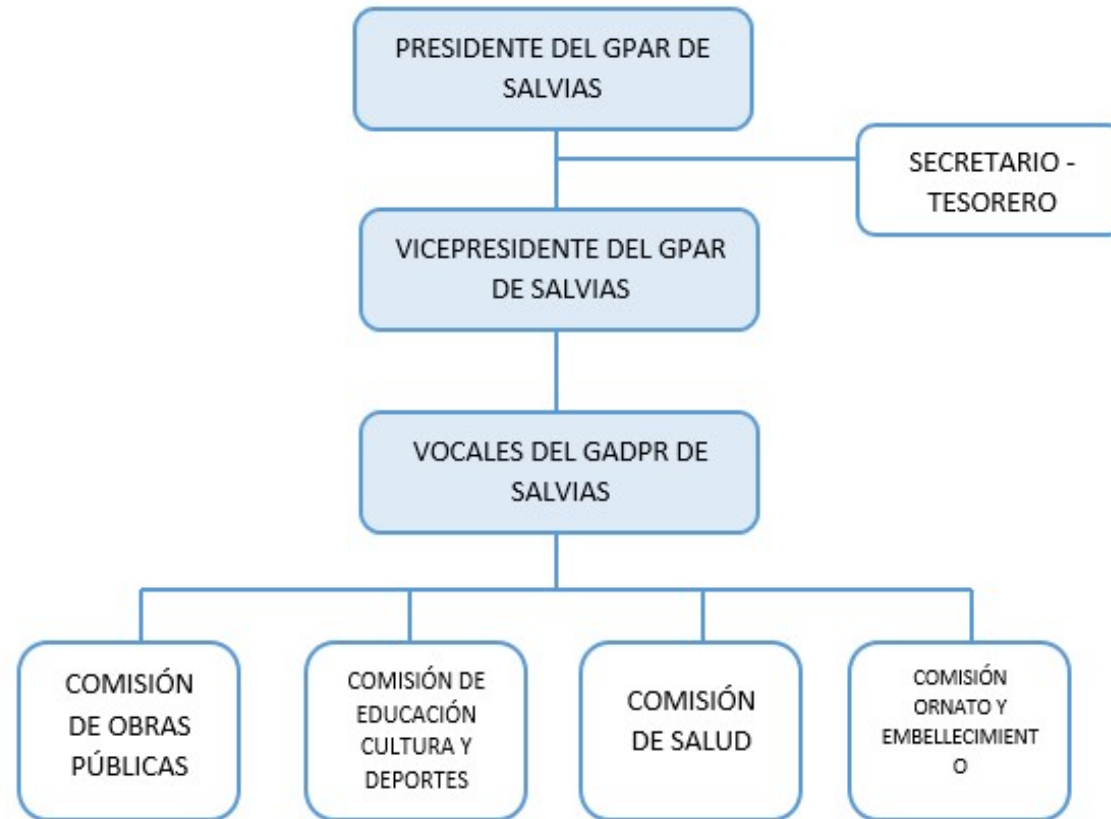 PRESIDENTE DEL GPAR DE
SALVIAS
SECRETARIO -
TESORERO
VICEPRESIDENTE DEL GPAR
DE SALVIAS
VOCALES DEL GADPR DE
SALVIAS
COMISIÓN
DE OBRAS
PÚBLICAS
COMISIÓN DE
EDUCACIÓN
CULTURA Y
DEPORTES
COMISIÓN
DE SALUD
COMISIÓN
ORNATO Y
EMBELLECIMIENT
O